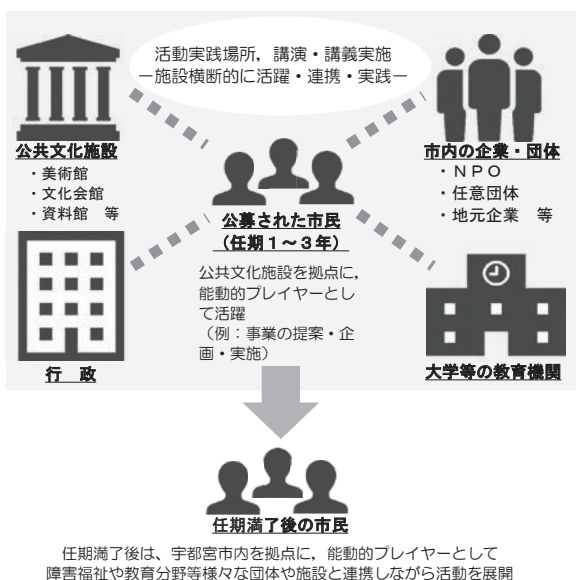 活動実践場所，講演・講義実施
－施設横断的に活躍・連携・実践－
公共文化施設
・美術館
・文化会館
・資料館　等
市内の企業・団体
・ＮＰＯ
・任意団体
・地元企業　等
公募された市民
（任期１～３年）
公共文化施設を拠点に，
能動的プレイヤーとし
て活躍
（例：事業の提案・企
画・実施）
行　政
大学等の教育機関
任期満了後の市民
任期満了後は、宇都宮市内を拠点に，能動的プレイヤーとして
障害福祉や教育分野等様々な団体や施設と連携しながら活動を展開